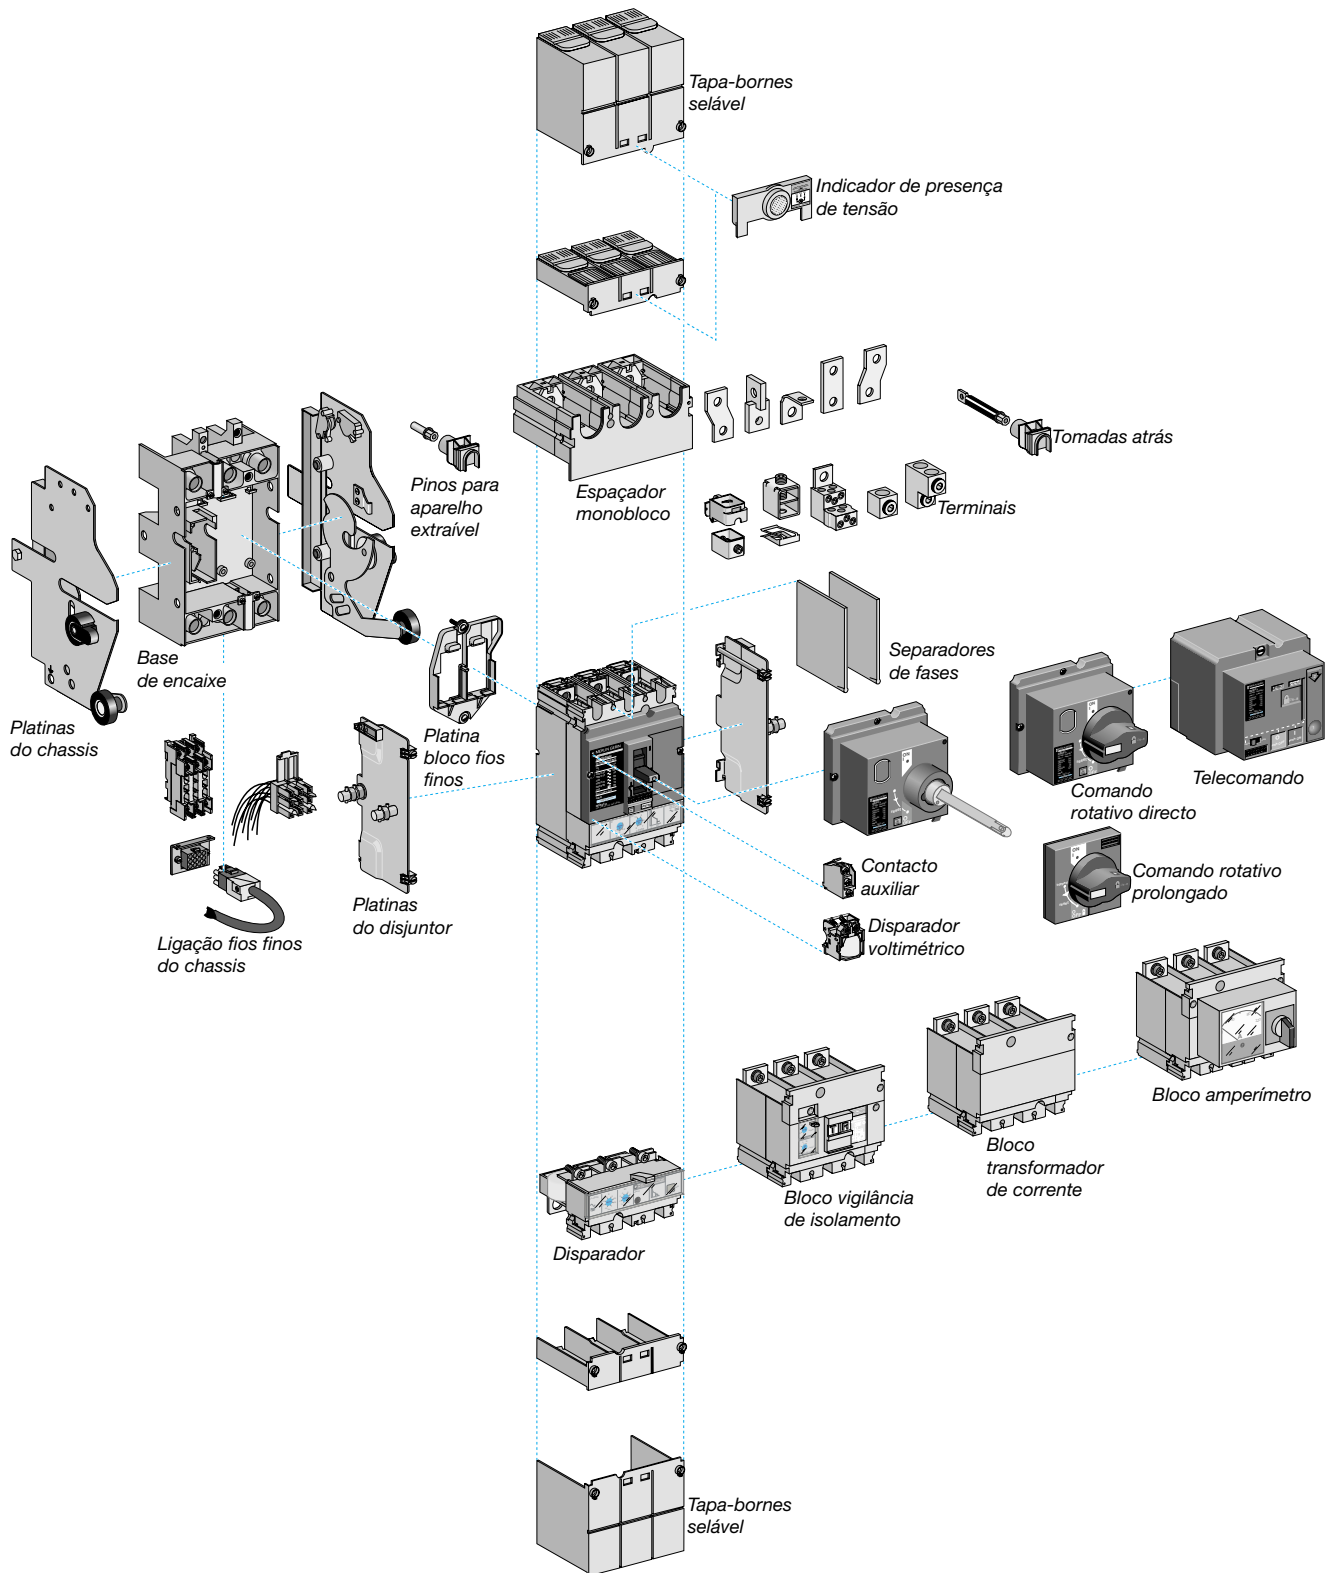 Tapa-bornes
selável
Indicador de presença
de tensão
Pinos para
aparelho
extraível
Espaçador
monobloco
Tomadas atrás
Terminais
Base
de encaixe
Separadores
de fases
Platinas
do chassis
Platina
bloco fios
finos
Telecomando
Comando
rotativo directo
Contacto
auxiliar
Comando rotativo
prolongado
Platinas
do disjuntor
Disparador
voltimétrico
Ligação fios finos
do chassis
Bloco amperímetro
Bloco
transformador
de corrente
Bloco vigilância
de isolamento
Disparador
Tapa-bornes
selável